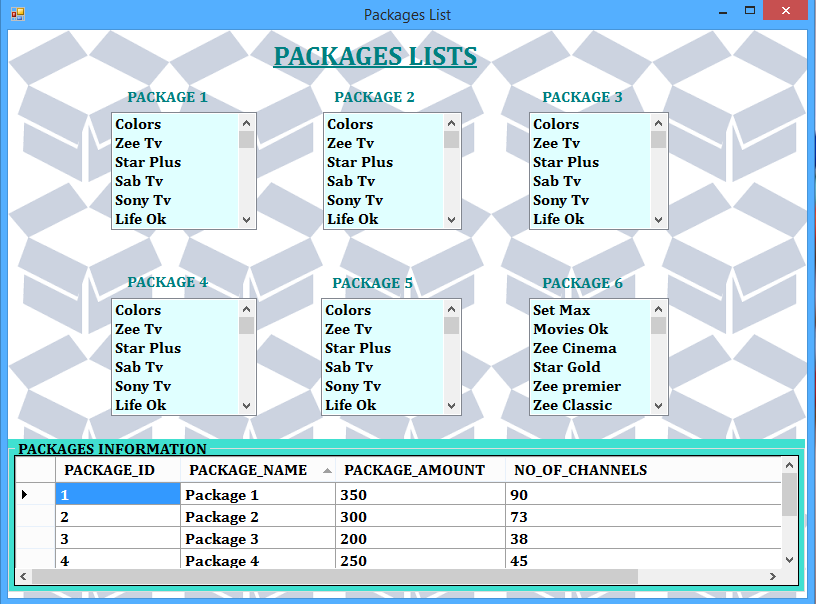 Packages List
PACKAGES LISTS
PACKAGE 1
PACKAGE 2
PACKAGE 3
Colors
Zee Tv
Star Plus
Sab Tv
Sony Tv
Life Ok
Colors
Zee Tv
Star Plus
Sab Tv
Sony Tv
Life Ok
Colors
Zee Tv
Star Plus
Sab Tv
Sony Tv
Life Ok
PACKAGE 4
PACKAGE 5
PACKAGE 6
Colors
Zee Tv
Star Plus
Sab Tv
Sony Tv
Life Ok
Colors
Zee Tv
Star Plus
Sab Tv
Sony Tv
Life Ok
Set Max
Movies Ok
Zee Cinema
Star Gold
Zee premier
Zee Classic
PACKAGES INFORMATION
PACKAGE_ID PACKAGE_NAME PACKAGE_AMOUNT NO_OF_CHANNELS
1 Package 1 350 90
2 Package 2 300 73
3 Package 3 200 38
4 Package 4 250 45